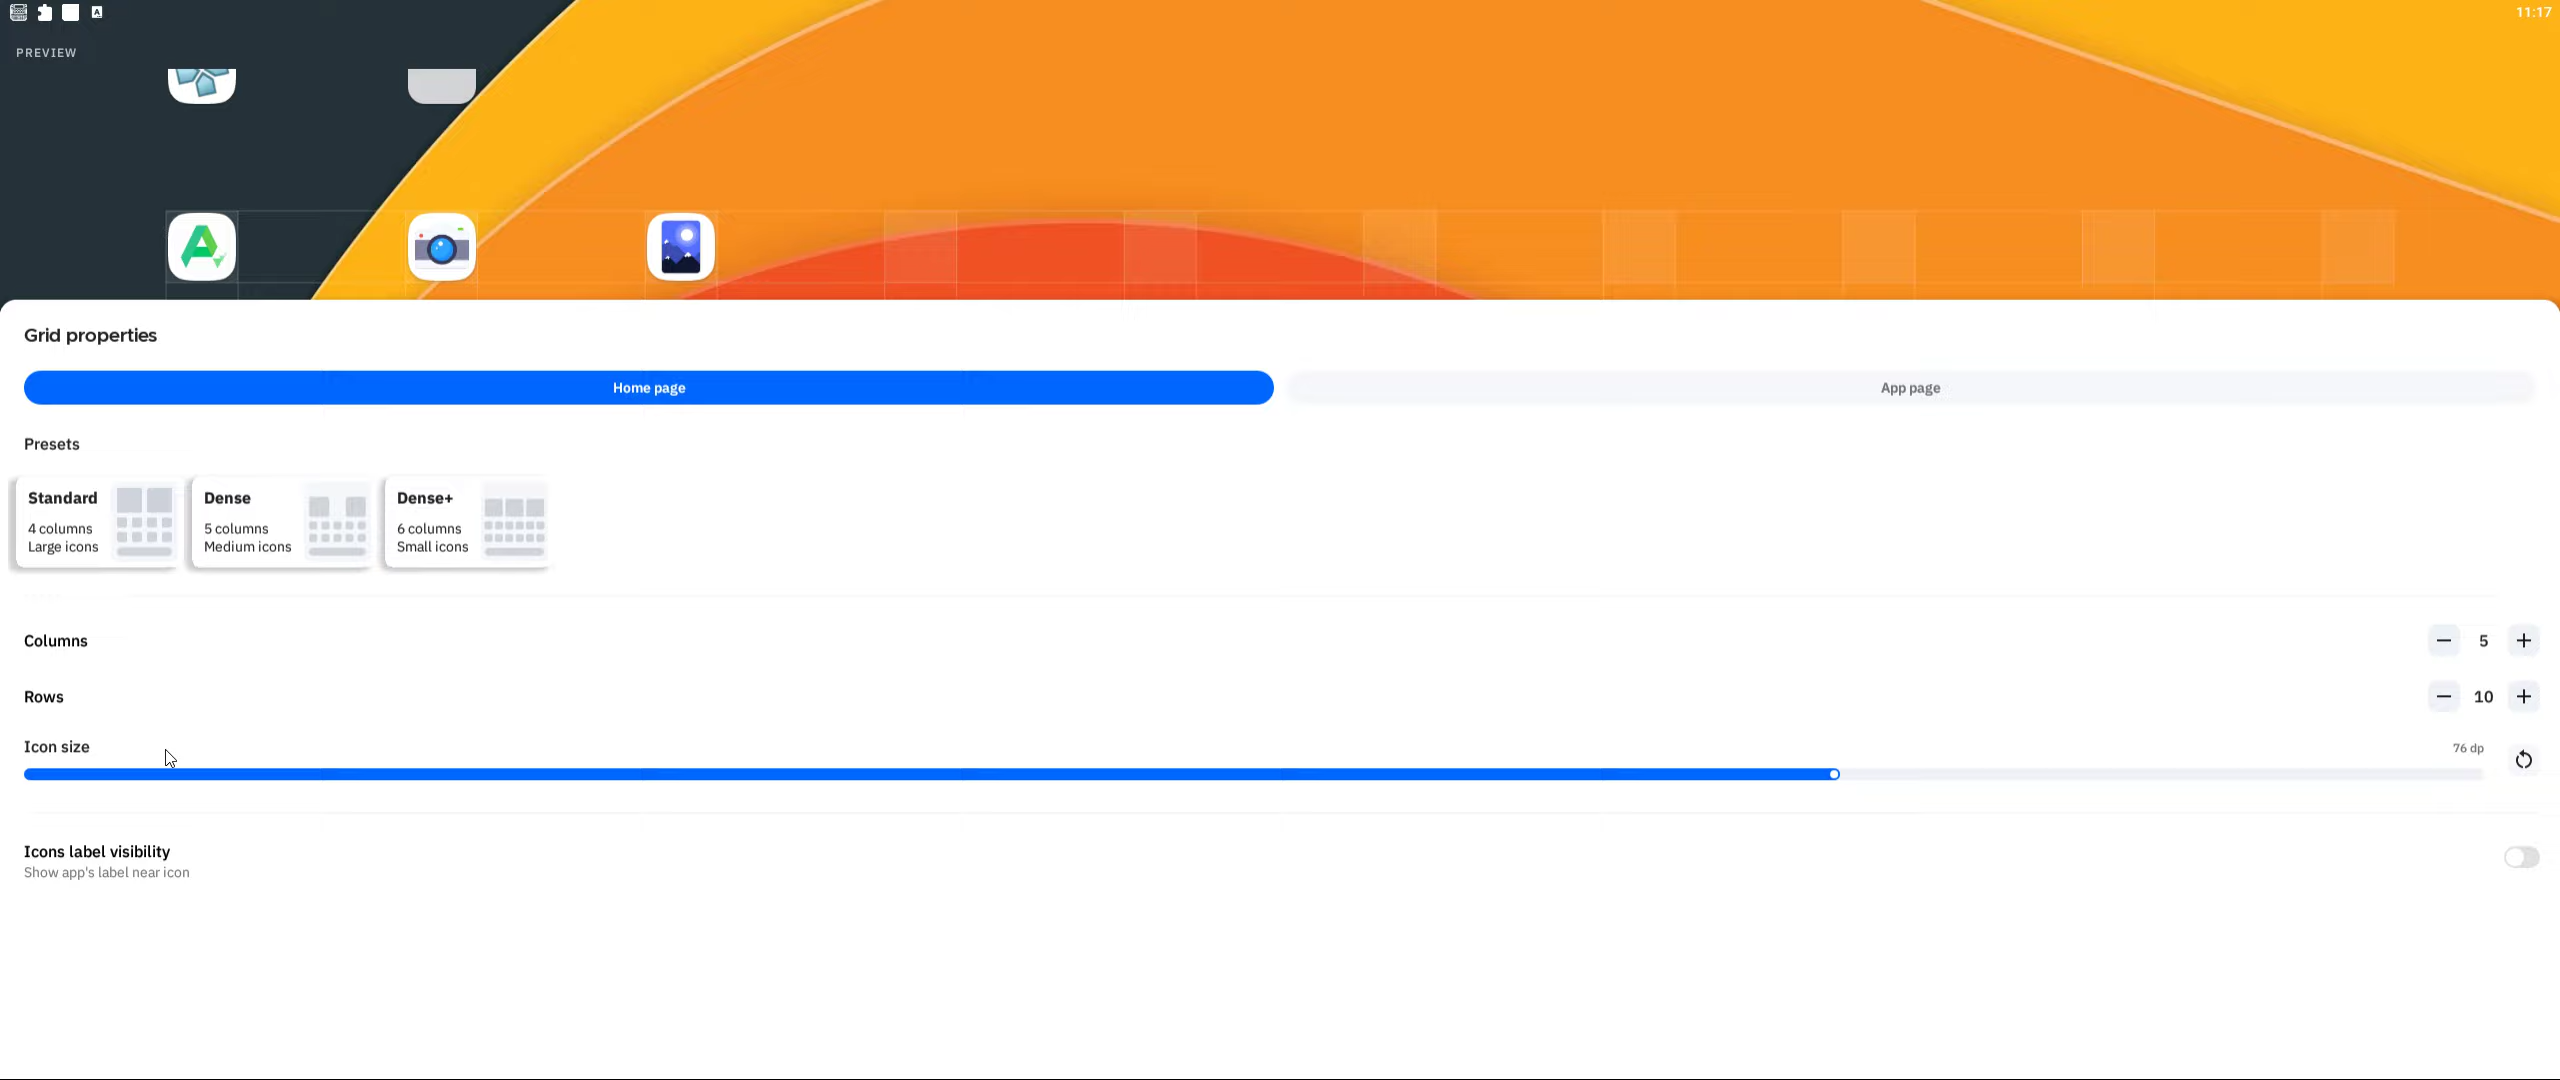 11:17
PREVIEW
Grid properties
Home page
App page
Presets
Standard
4 columns
Large icons
Dense
5 columns
Medium icons
Dense+
6 columns
Small icons
Columns
5
Rows
10
Icon size
76 dp
Icons label visibility
Show app's label near icon